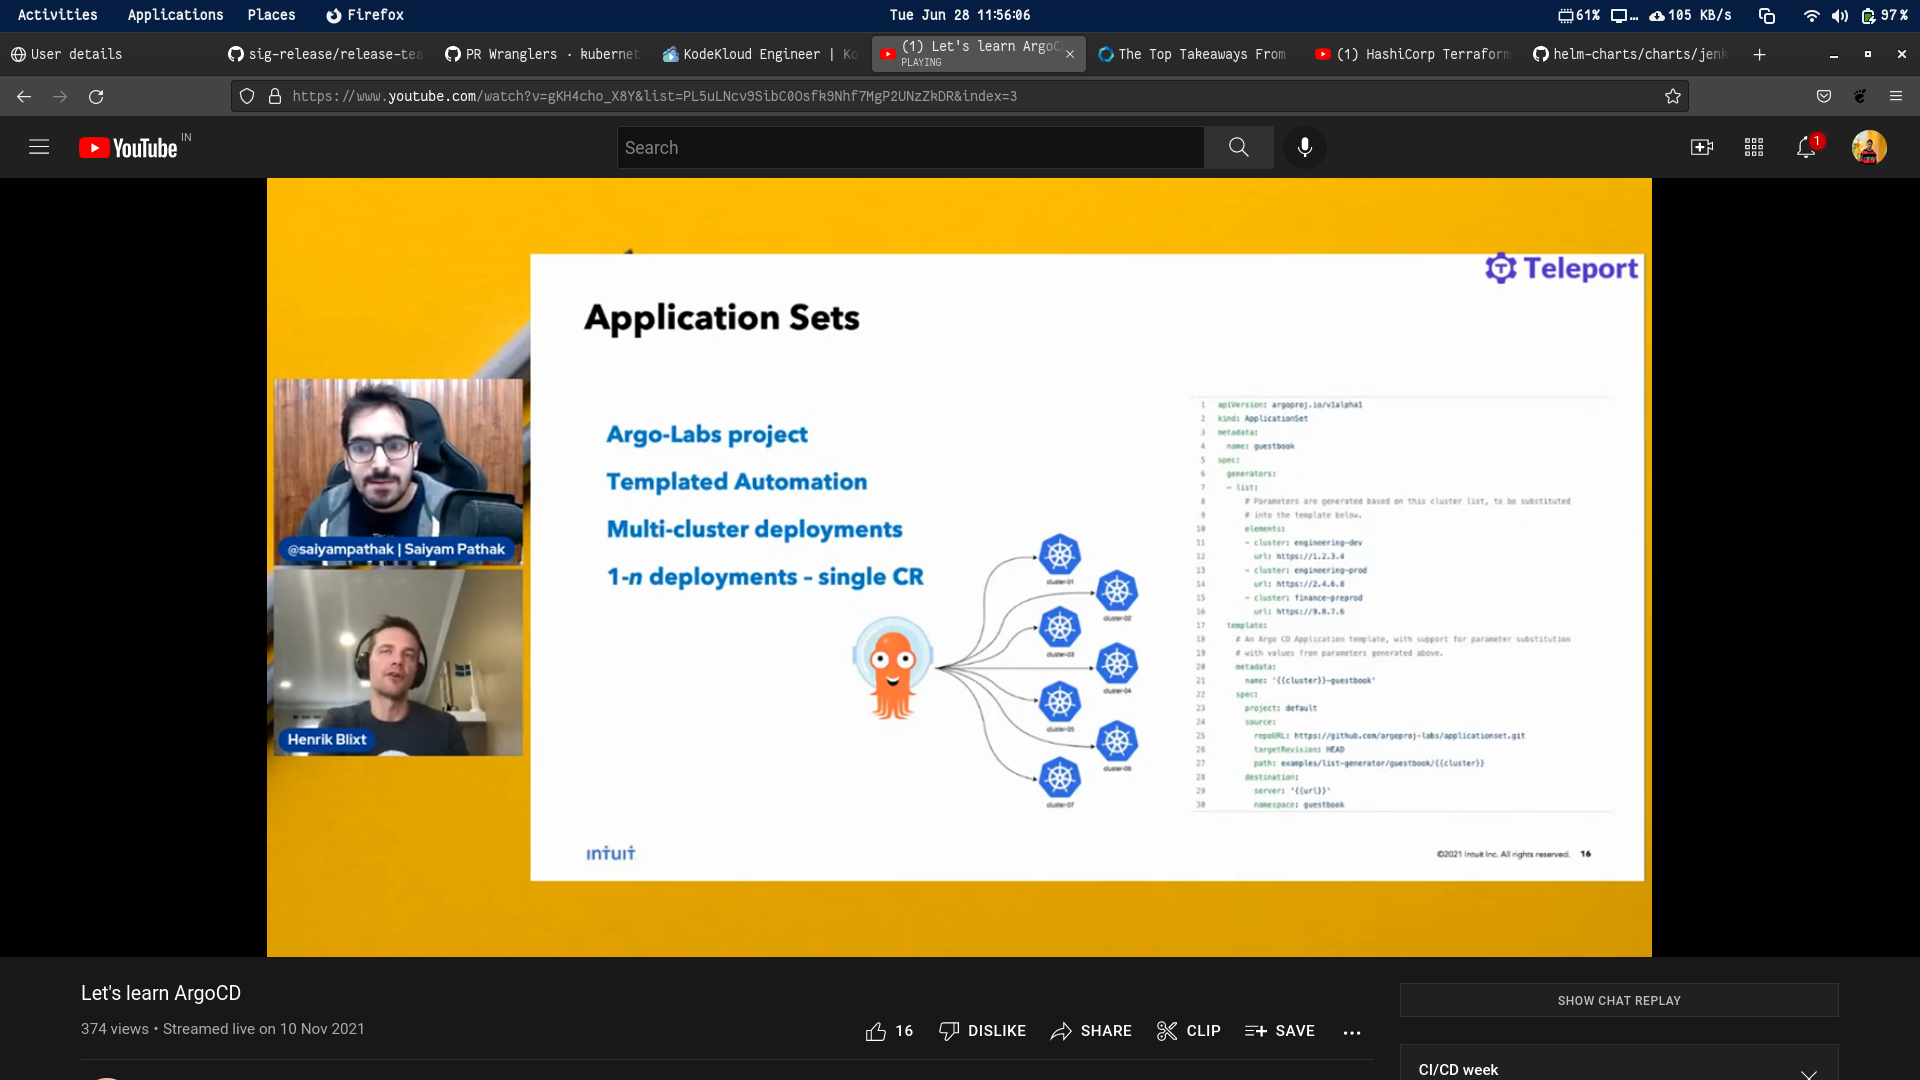 Activities Applications Places Firefox Tue Jun 28 11:56:06 61% … 105 KB/s 97%
User details sig-release/release-tea PR Wranglers · kubernet KodeKloud Engineer | Ko (1) Let's learn ArgoCD The Top Takeaways From (1) HashiCorp Terraform helm-charts/charts/jenk
PLAYING
https://www.youtube.com/watch?v=gKH4cho_X8Y&list=PL5uLNcv9SibC0Osfk9Nhf7MgP2UNzZkDR&index=3
YouTube IN
Search
1
Teleport
Application Sets
Argo-Labs project
Templated Automation
Multi-cluster deployments
1-n deployments – single CR
@saiyampathak | Saiyam Pathak
Henrik Blixt
cluster-01
cluster-02
cluster-03
cluster-04
cluster-05
cluster-07
1 apiVersion: argoproj.io/v1alpha1
2 kind: ApplicationSet
3 metadata:
4 name: guestbook
5 spec:
6 generators:
7 - list:
8 # Parameters are generated based on this cluster list, to be substituted
9 # into the template below.
10 elements:
11 - cluster: engineering-dev
12 url: https://1.2.3.4
13 - cluster: engineering-prod
14 url: https://2.4.6.8
15 - cluster: finance-preprod
16 url: https://9.8.7.6
17 template:
18 # An Argo CD Application template, with support for parameter substitution
19 # with values from parameters generated above.
20 metadata:
21 name: '{{cluster}}-guestbook'
22 spec:
23 project: default
24 source:
25 repoURL: https://github.com/argoproj-labs/applicationset.git
26 targetRevision: HEAD
27 path: examples/list-generator/guestbook/{{cluster}}
28 destination:
29 server: '{{url}}'
30 namespace: guestbook
INTUIT
©2021 Intuit Inc. All rights reserved. 16
Let's learn ArgoCD
374 views • Streamed live on 10 Nov 2021
16 DISLIKE SHARE CLIP SAVE
SHOW CHAT REPLAY
CI/CD week